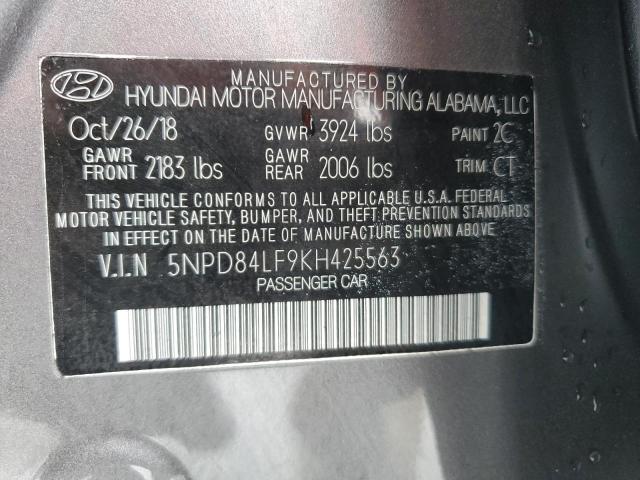 MANUFACTURED BY
HYUNDAI MOTOR MANUFACTURING ALABAMA, LLC
Oct/26/18 GVWR 3924 lbs PAINT 2C
GAWR FRONT 2183 lbs GAWR REAR 2006 lbs TRIM CT
THIS VEHICLE CONFORMS TO ALL APPLICABLE U.S.A. FEDERAL
MOTOR VEHICLE SAFETY, BUMPER, AND THEFT PREVENTION STANDARDS
IN EFFECT ON THE DATE OF MANUFACTURE SHOWN ABOVE.
V.I.N 5NPD84LF9KH425563
PASSENGER CAR